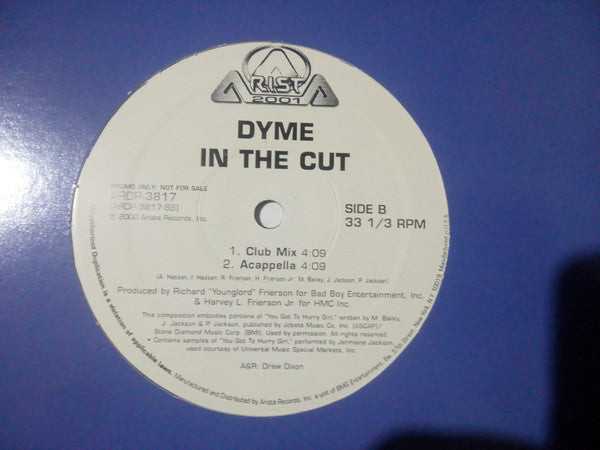 ARISTA
2001
DYME
IN THE CUT
PROMO ONLY, NOT FOR SALE
ARDP-3817
(ARDP-3817-SB)
℗ 2000 Arista Records, Inc.
SIDE B
33 1/3 RPM
1. Club Mix 4:09
2. Acappella 4:09
(A. Hassan, I. Hassan, R. Frierson, H. Frierson Jr., M. Bailey, J. Jackson, P. Jackson)
Produced by Richard "Younglord" Frierson for Bad Boy Entertainment, Inc.
& Harvey L. Frierson Jr. for HMC Inc.
This composition embodies portions of "You Got To Hurry Girl," written by M. Bailey,
J. Jackson & P. Jackson, published by Jobete Music Co. Inc. (ASCAP)/
Stone Diamond Music Corp. (BMI). Used by permission. All rights reserved.
Contains samples of "You Got To Hurry Girl," performed by Jermaine Jackson,
used courtesy of Universal Music Special Markets, Inc.
A&R: Drew Dixon
Unauthorized Duplication is a violation of applicable laws. Manufactured and Distributed by Arista Records, Inc., a unit of BMG Entertainment, 6w. 57th Street, New York, N.Y. 10019 U.S.A.